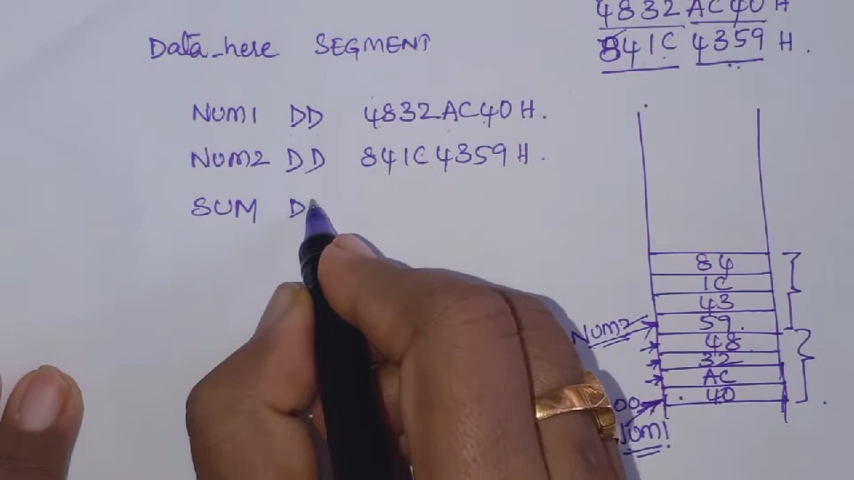 4832 AC40 H
841C 4359 H.
Data_here SEGMENT
NUM1 DD 4832AC40H.
NUM2 DD 841C4359H.
SUM D
84
1C
43
59.
NUM2
48
32
AC
40
00
NUM1